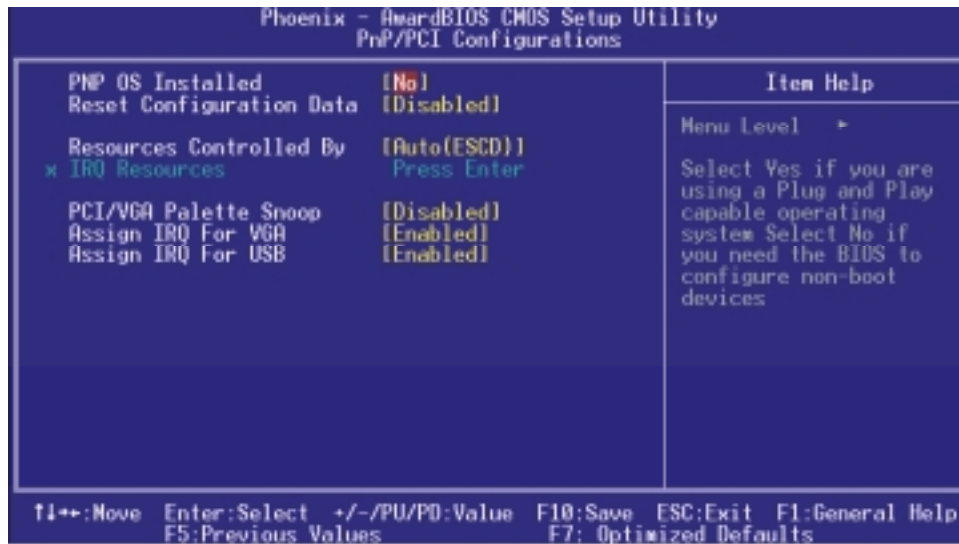 Phoenix - AwardBIOS CMOS Setup Utility
PnP/PCI Configurations
PNP OS Installed [No]
Reset Configuration Data [Disabled]
Resources Controlled By [Auto(ESCD)]
x IRQ Resources Press Enter
PCI/VGA Palette Snoop [Disabled]
Assign IRQ For VGA [Enabled]
Assign IRQ For USB [Enabled]
Item Help
Menu Level ►
Select Yes if you are
using a Plug and Play
capable operating
system Select No if
you need the BIOS to
configure non-boot
devices
↑↓→←:Move Enter:Select +/-/PU/PD:Value F10:Save ESC:Exit F1:General Help
F5:Previous Values F7: Optimized Defaults